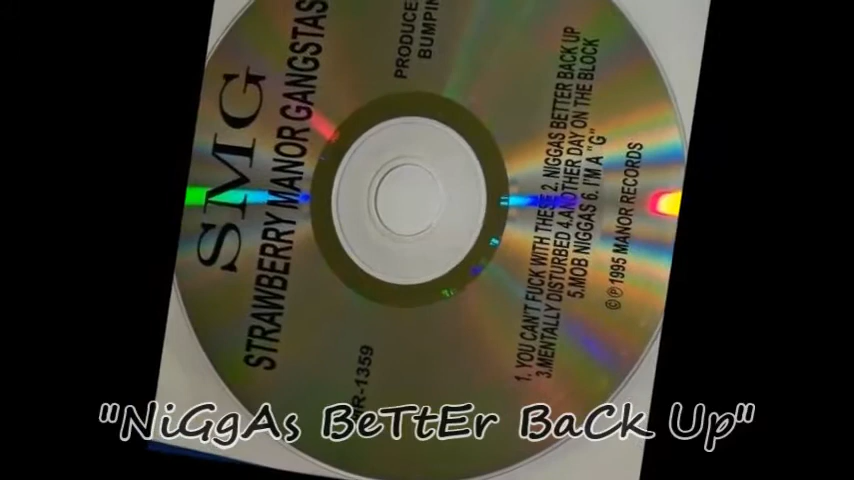 SMG
STRAWBERRY MANOR GANGSTAS
PRODUCE
BUMPIN
R-1359
1. YOU CAN'T FUCK WITH THESE 2. NIGGAS BETTER BACK UP
3.MENTALLY DISTURBED 4.ANOTHER DAY ON THE BLOCK
5.MOB NIGGAS 6. I'M A "G"
©℗1995 MANOR RECORDS
"NiGgAs BeTtEr BaCK Up"